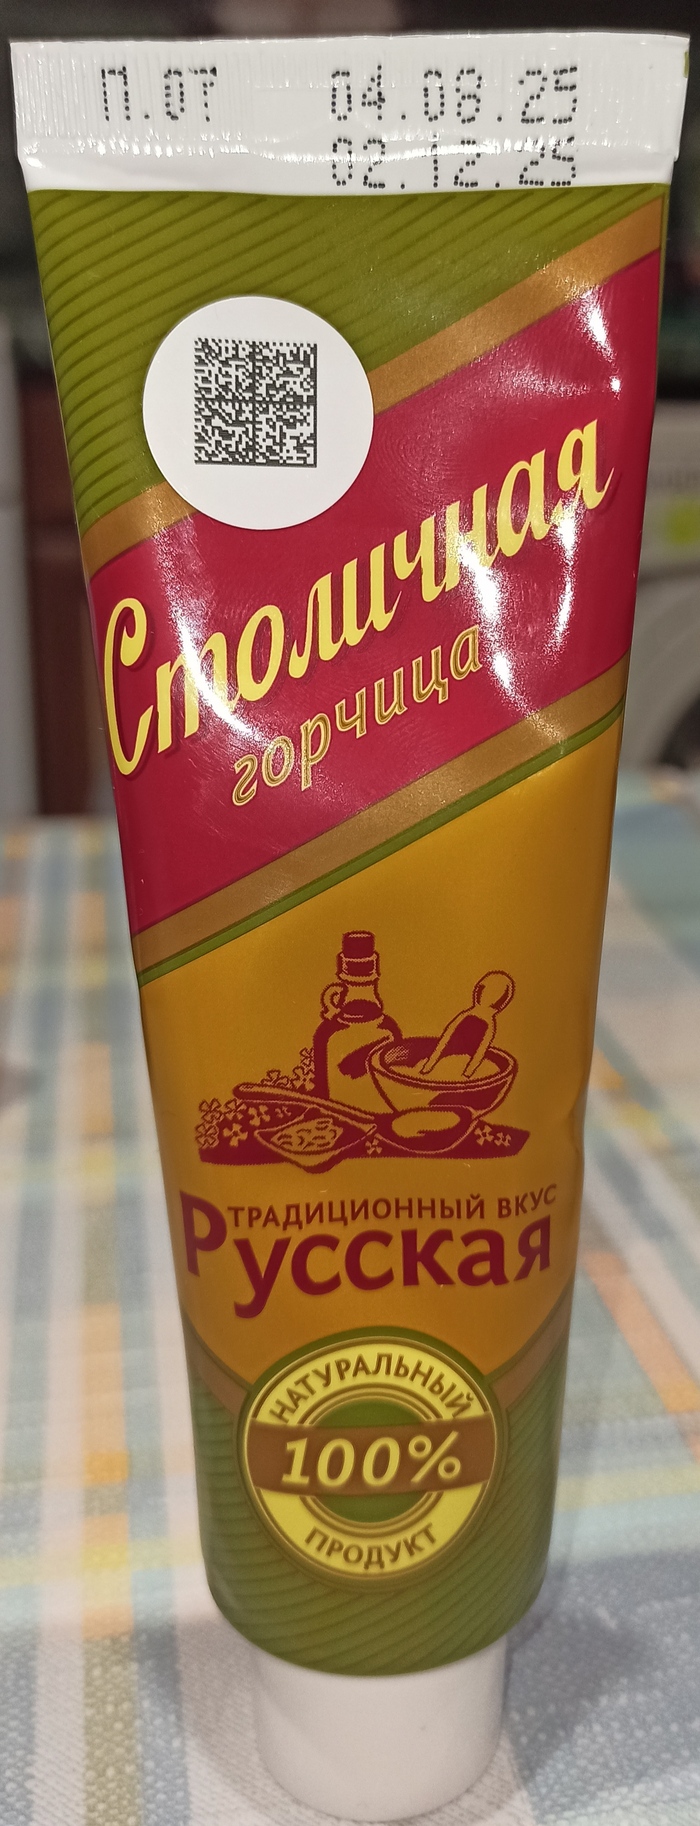 П.07 04.08.25
02.12.25
Столичная
горчица
ТРАДИЦИОННЫЙ ВКУС
Русская
НАТУРАЛЬНЫЙ
100%
ПРОДУКТ